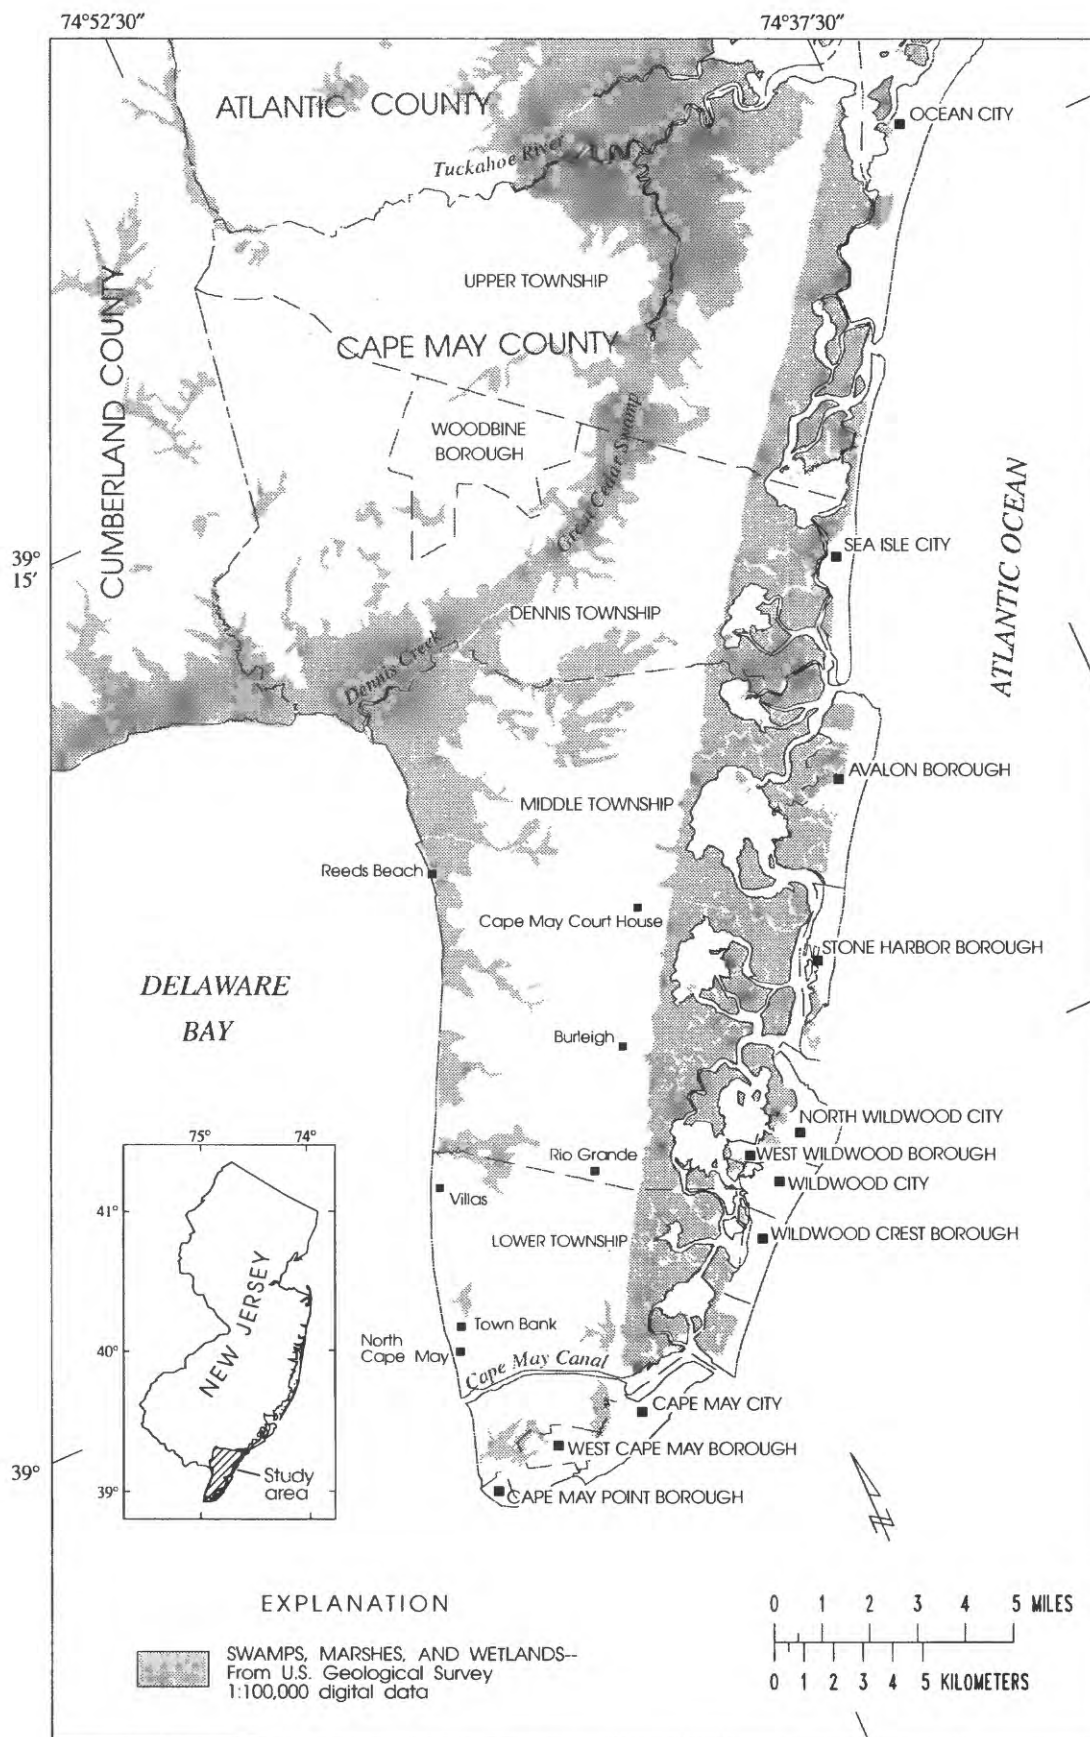 74°52'30"
74°37'30"
ATLANTIC COUNTY
OCEAN CITY
Tuckahoe River
UPPER TOWNSHIP
CUMBERLAND COUNTY
CAPE MAY COUNTY
WOODBINE
BOROUGH
Great Cedar Swamp
ATLANTIC OCEAN
39°
15'
SEA ISLE CITY
DENNIS TOWNSHIP
Dennis Creek
AVALON BOROUGH
MIDDLE TOWNSHIP
Reeds Beach
Cape May Court House
STONE HARBOR BOROUGH
DELAWARE
BAY
Burleigh
NORTH WILDWOOD CITY
Rio Grande
WEST WILDWOOD BOROUGH
Villas
WILDWOOD CITY
LOWER TOWNSHIP
WILDWOOD CREST BOROUGH
Town Bank
North
Cape May
Cape May Canal
CAPE MAY CITY
WEST CAPE MAY BOROUGH
39°
CAPE MAY POINT BOROUGH
75°
74°
41°
NEW JERSEY
40°
39°
Study
area
EXPLANATION
SWAMPS, MARSHES, AND WETLANDS--
From U.S. Geological Survey
1:100,000 digital data
0 1 2 3 4 5 MILES
0 1 2 3 4 5 KILOMETERS